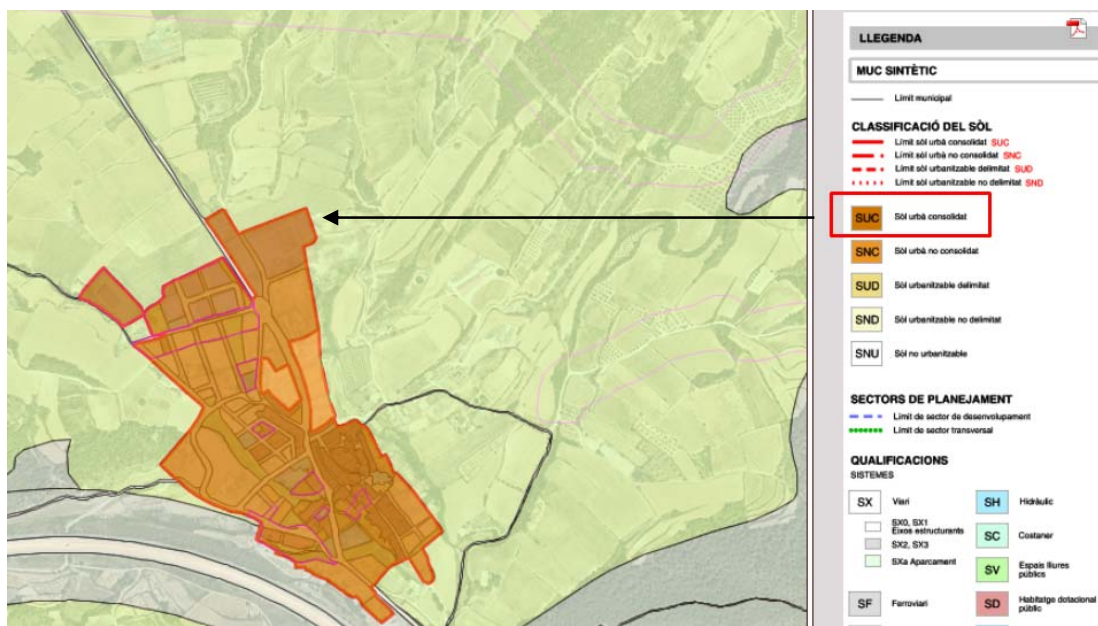 LLEGENDA
MUC SINTÈTIC
Límit municipal
CLASSIFICACIÓ DEL SÒL
Límit sòl urbà consolidat SUC
Límit sòl urbà no consolidat SNC
Límit sòl urbanitzable delimitat SUD
Límit sòl urbanitzable no delimitat SND
SUC Sòl urbà consolidat
SNC Sòl urbà no consolidat
SUD Sòl urbanitzable delimitat
SND Sòl urbanitzable no delimitat
SNU Sòl no urbanitzable
SECTORS DE PLANEJAMENT
Límit de sector de desenvolupament
Límit de sector transversal
QUALIFICACIONS
SISTEMES
SX Viari
SX0, SX1
Eixos estructurants
SX2, SX3
SXa Aparcament
SF Ferroviari
SH Hidràulic
SC Costaner
SV Espais lliures
públics
SD Habitatge dotacional
públic